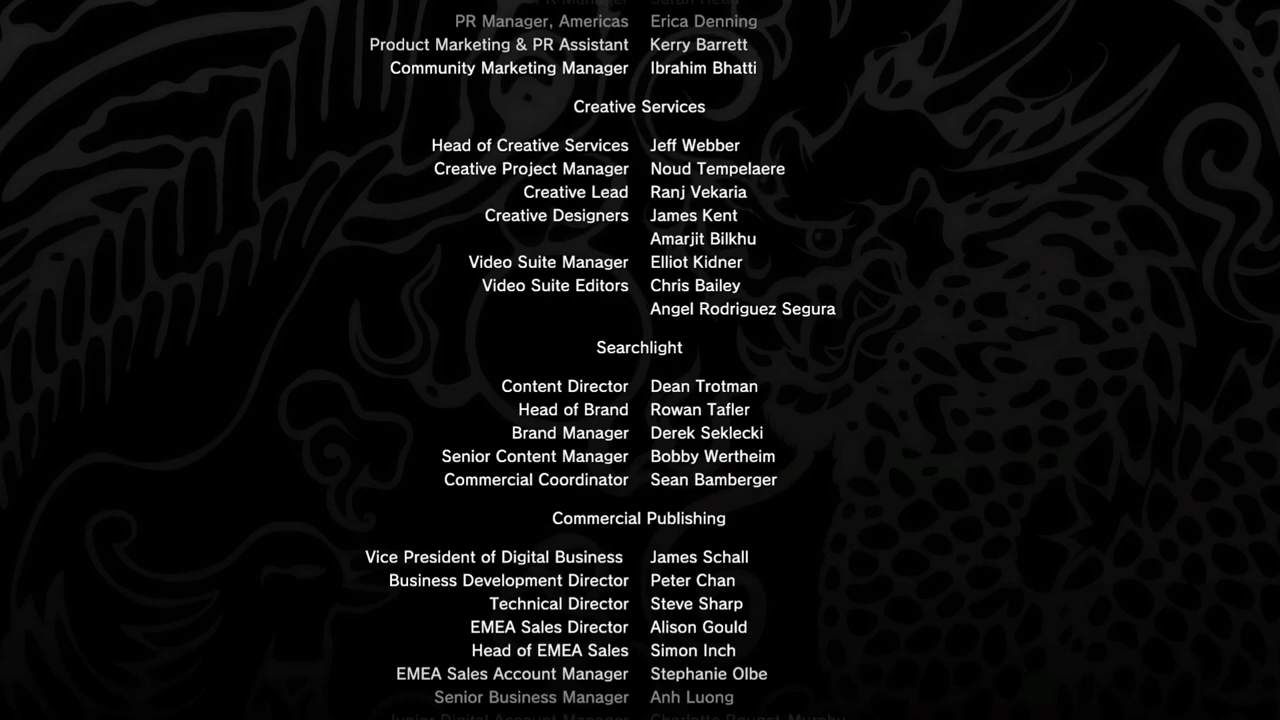 PR Manager, Americas Erica Denning
Product Marketing & PR Assistant Kerry Barrett
Community Marketing Manager Ibrahim Bhatti
Creative Services
Head of Creative Services Jeff Webber
Creative Project Manager Noud Tempelaere
Creative Lead Ranj Vekaria
Creative Designers James Kent
Amarjit Bilkhu
Video Suite Manager Elliot Kidner
Video Suite Editors Chris Bailey
Angel Rodriguez Segura
Searchlight
Content Director Dean Trotman
Head of Brand Rowan Tafler
Brand Manager Derek Seklecki
Senior Content Manager Bobby Wertheim
Commercial Coordinator Sean Bamberger
Commercial Publishing
Vice President of Digital Business James Schall
Business Development Director Peter Chan
Technical Director Steve Sharp
EMEA Sales Director Alison Gould
Head of EMEA Sales Simon Inch
EMEA Sales Account Manager Stephanie Olbe
Senior Business Manager Anh Luong